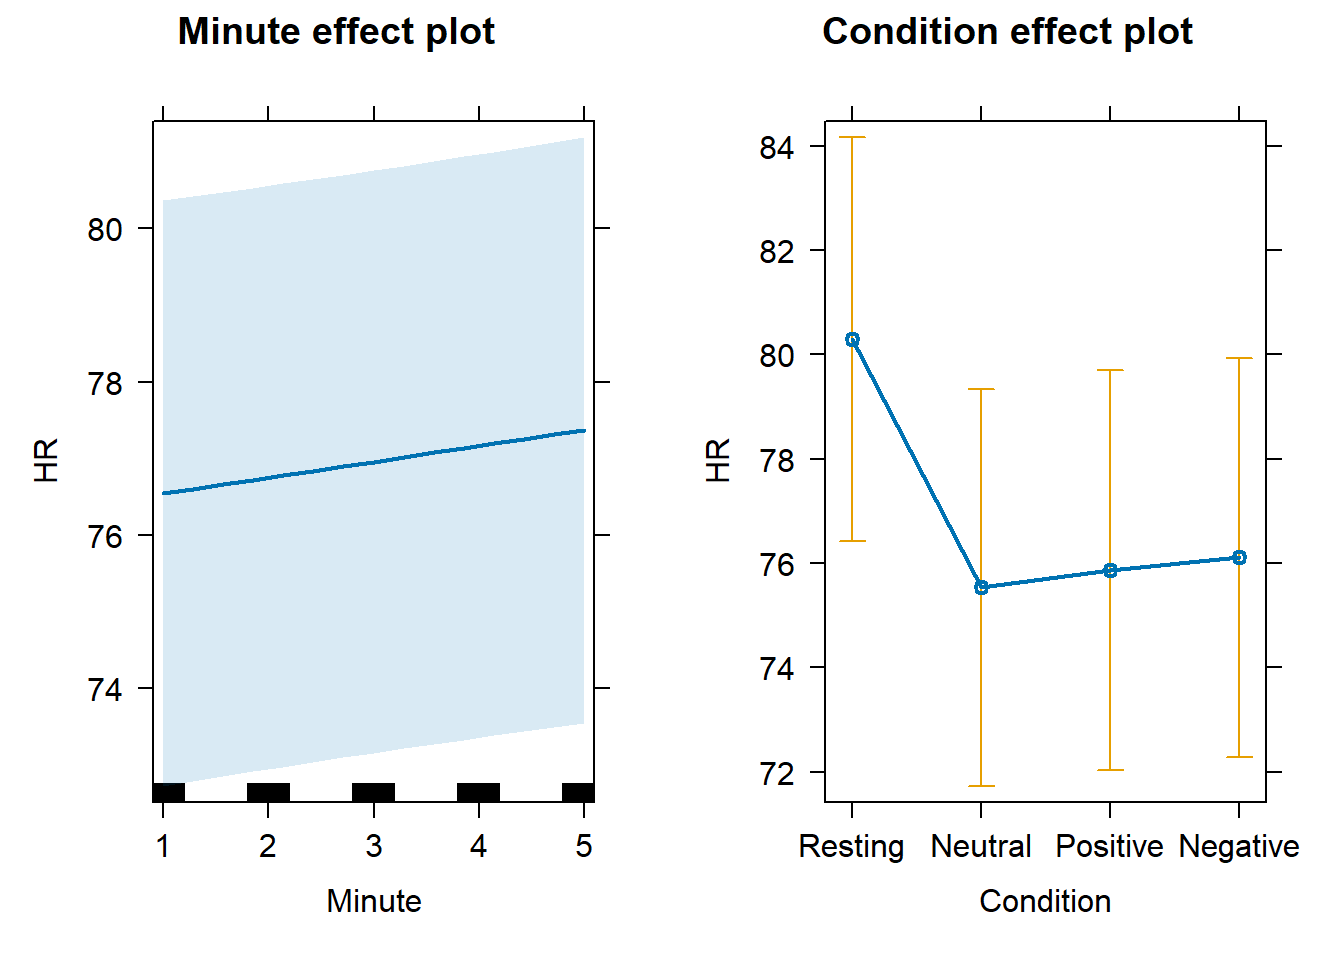 Minute effect plot
HR
80
78
76
74
1 2 3 4 5
Minute
Condition effect plot
HR
84
82
80
78
76
74
72
Resting Neutral Positive Negative
Condition